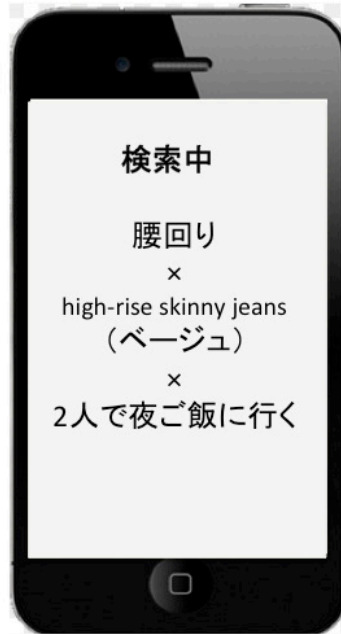 検索中
腰回り
×
high-rise skinny jeans
（ベージュ）
×
2人で夜ご飯に行く